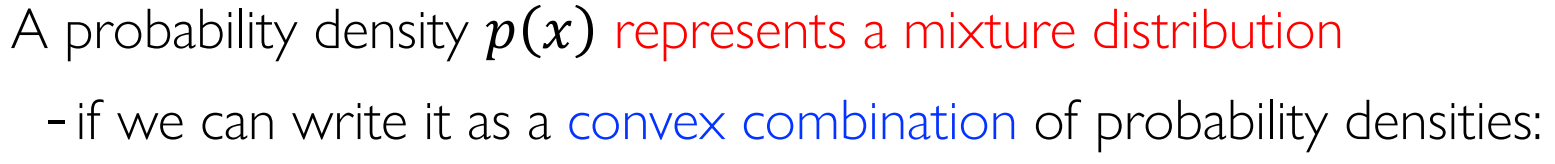 A probability density p(x) represents a mixture distribution
- if we can write it as a convex combination of probability densities: